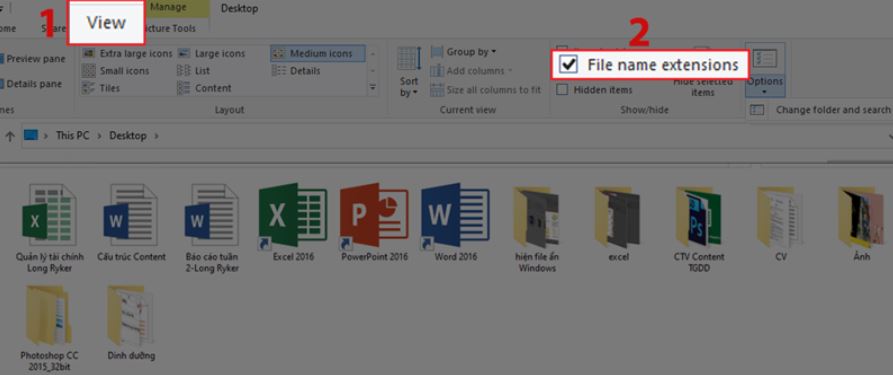 Manage
Desktop
1
View
Picture Tools
2
Preview pane
Extra large icons
Large icons
Medium icons
Group by
File name extensions
Details pane
Small icons
List
Details
Sort by
Add columns
Hidden items
Hide selected items
Options
Tiles
Content
Size all columns to fit
Layout
Current view
Show/hide
Change folder and search
This PC > Desktop >
Quản lý tài chính
Long Ryker
Cấu trúc Content
Báo cáo tuần
2-Long Ryker
Excel 2016
PowerPoint 2016
Word 2016
hiện file ẩn
Windows
excel
CTV Content
TGDD
CV
Ảnh
Photoshop CC
2015_32bit
Dinh dưỡng